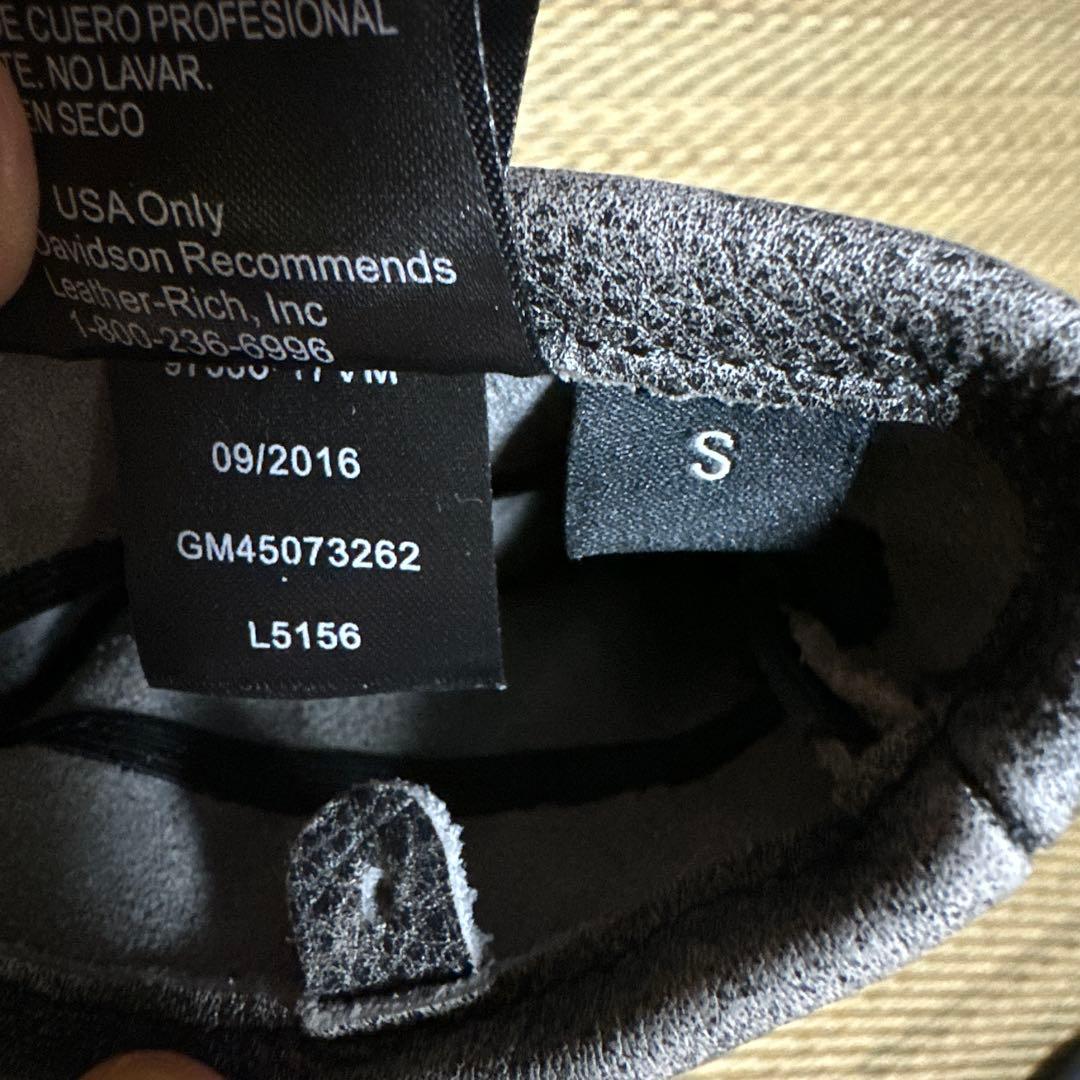 DE CUERO PROFESIONAL
TE. NO LAVAR.
EN SECO
USA Only
Davidson Recommends
Leather-Rich, Inc
1-800-236-6996
09/2016
GM45073262
L5156
S